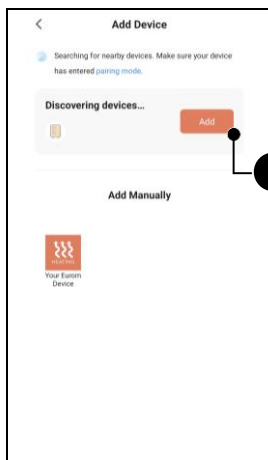 Add Device
Searching for nearby devices. Make sure your device
has entered pairing mode.
Discovering devices...
Add
Add Manually
HEATING
Your Eurom
Device